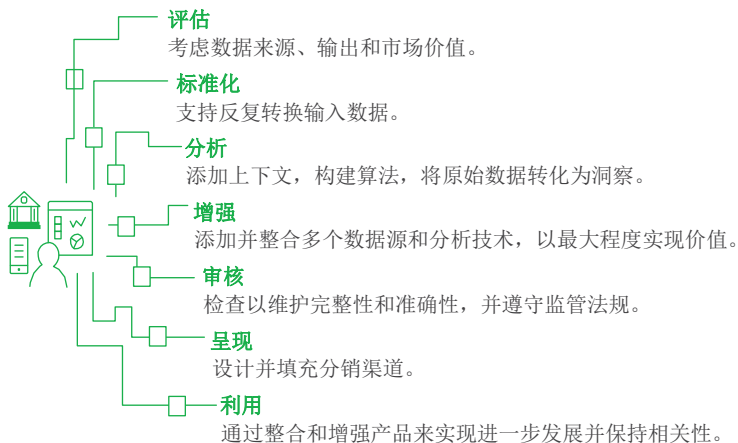 评估
考虑数据来源、输出和市场价值。
标准化
支持反复转换输入数据。
分析
添加上下文，构建算法，将原始数据转化为洞察。
增强
添加并整合多个数据源和分析技术，以最大程度实现价值。
审核
检查以维护完整性和准确性，并遵守监管法规。
呈现
设计并填充分销渠道。
利用
通过整合和增强产品来实现进一步发展并保持相关性。